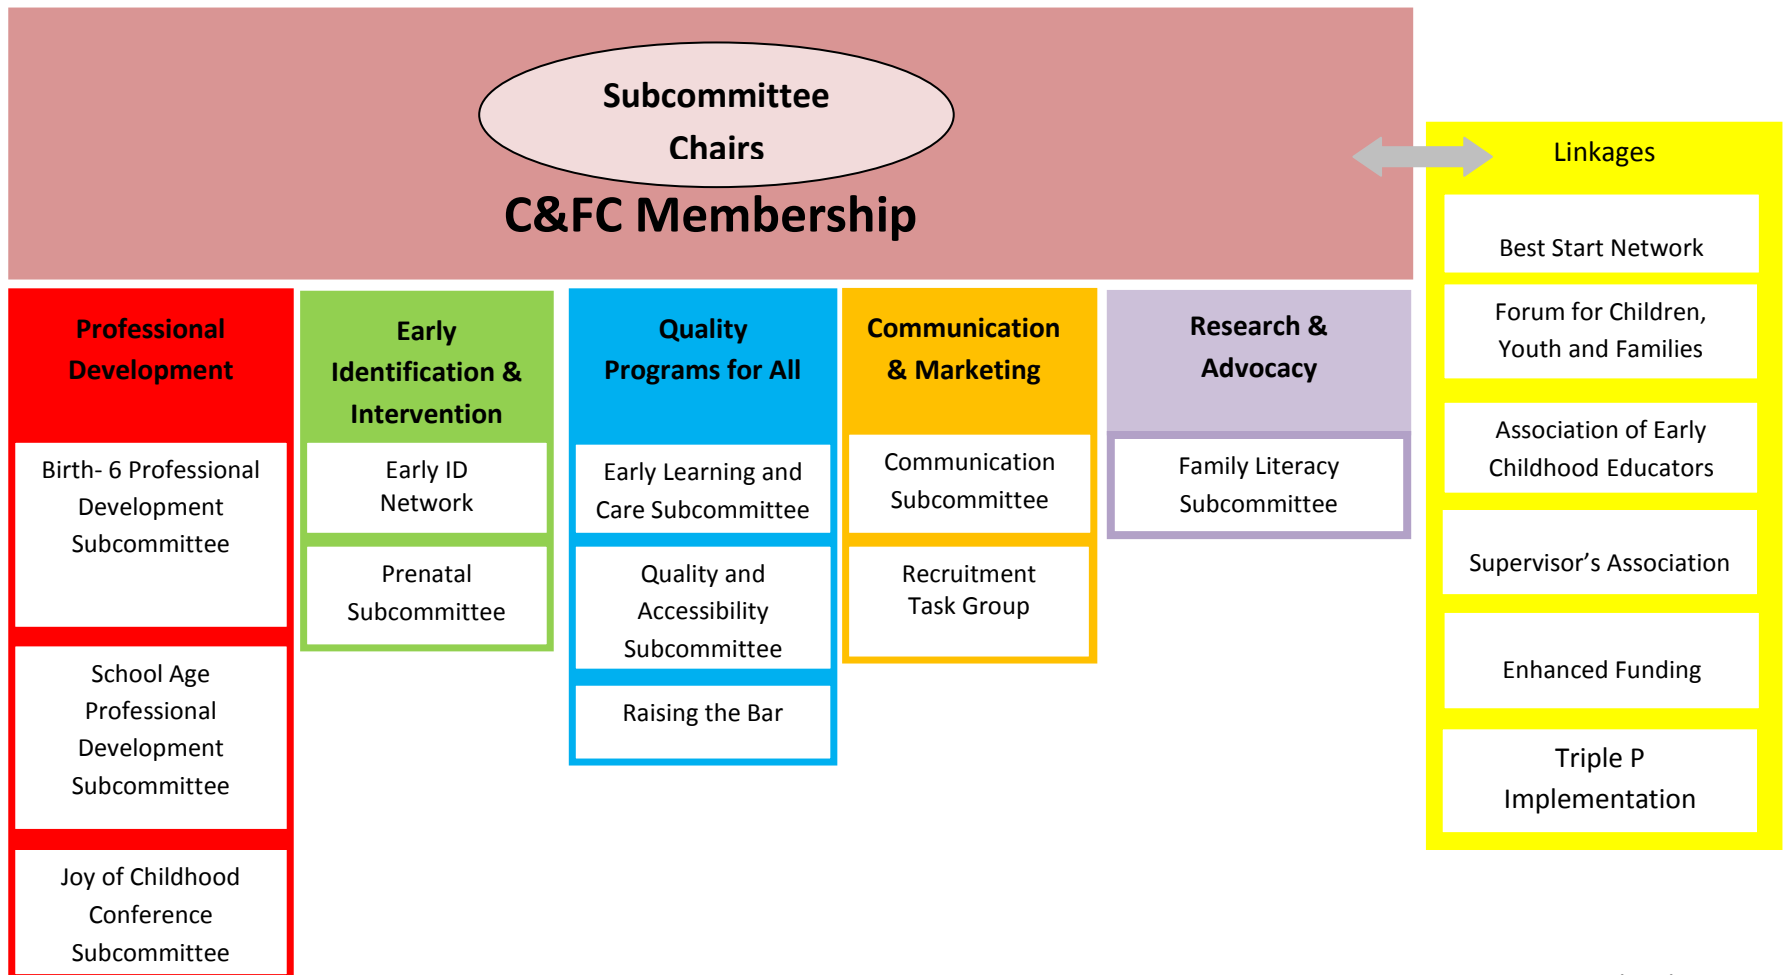 Subcommittee
Chairs
C&FC Membership
Linkages
Best Start Network
Forum for Children,
Youth and Families
Association of Early
Childhood Educators
Supervisor’s Association
Enhanced Funding
Triple P
Implementation
Professional
Development
Birth- 6 Professional
Development
Subcommittee
School Age
Professional
Development
Subcommittee
Joy of Childhood
Conference
Subcommittee
Early
Identification &
Intervention
Early ID
Network
Prenatal
Subcommittee
Quality
Programs for All
Early Learning and
Care Subcommittee
Quality and
Accessibility
Subcommittee
Raising the Bar
Communication
& Marketing
Communication
Subcommittee
Recruitment
Task Group
Research &
Advocacy
Family Literacy
Subcommittee